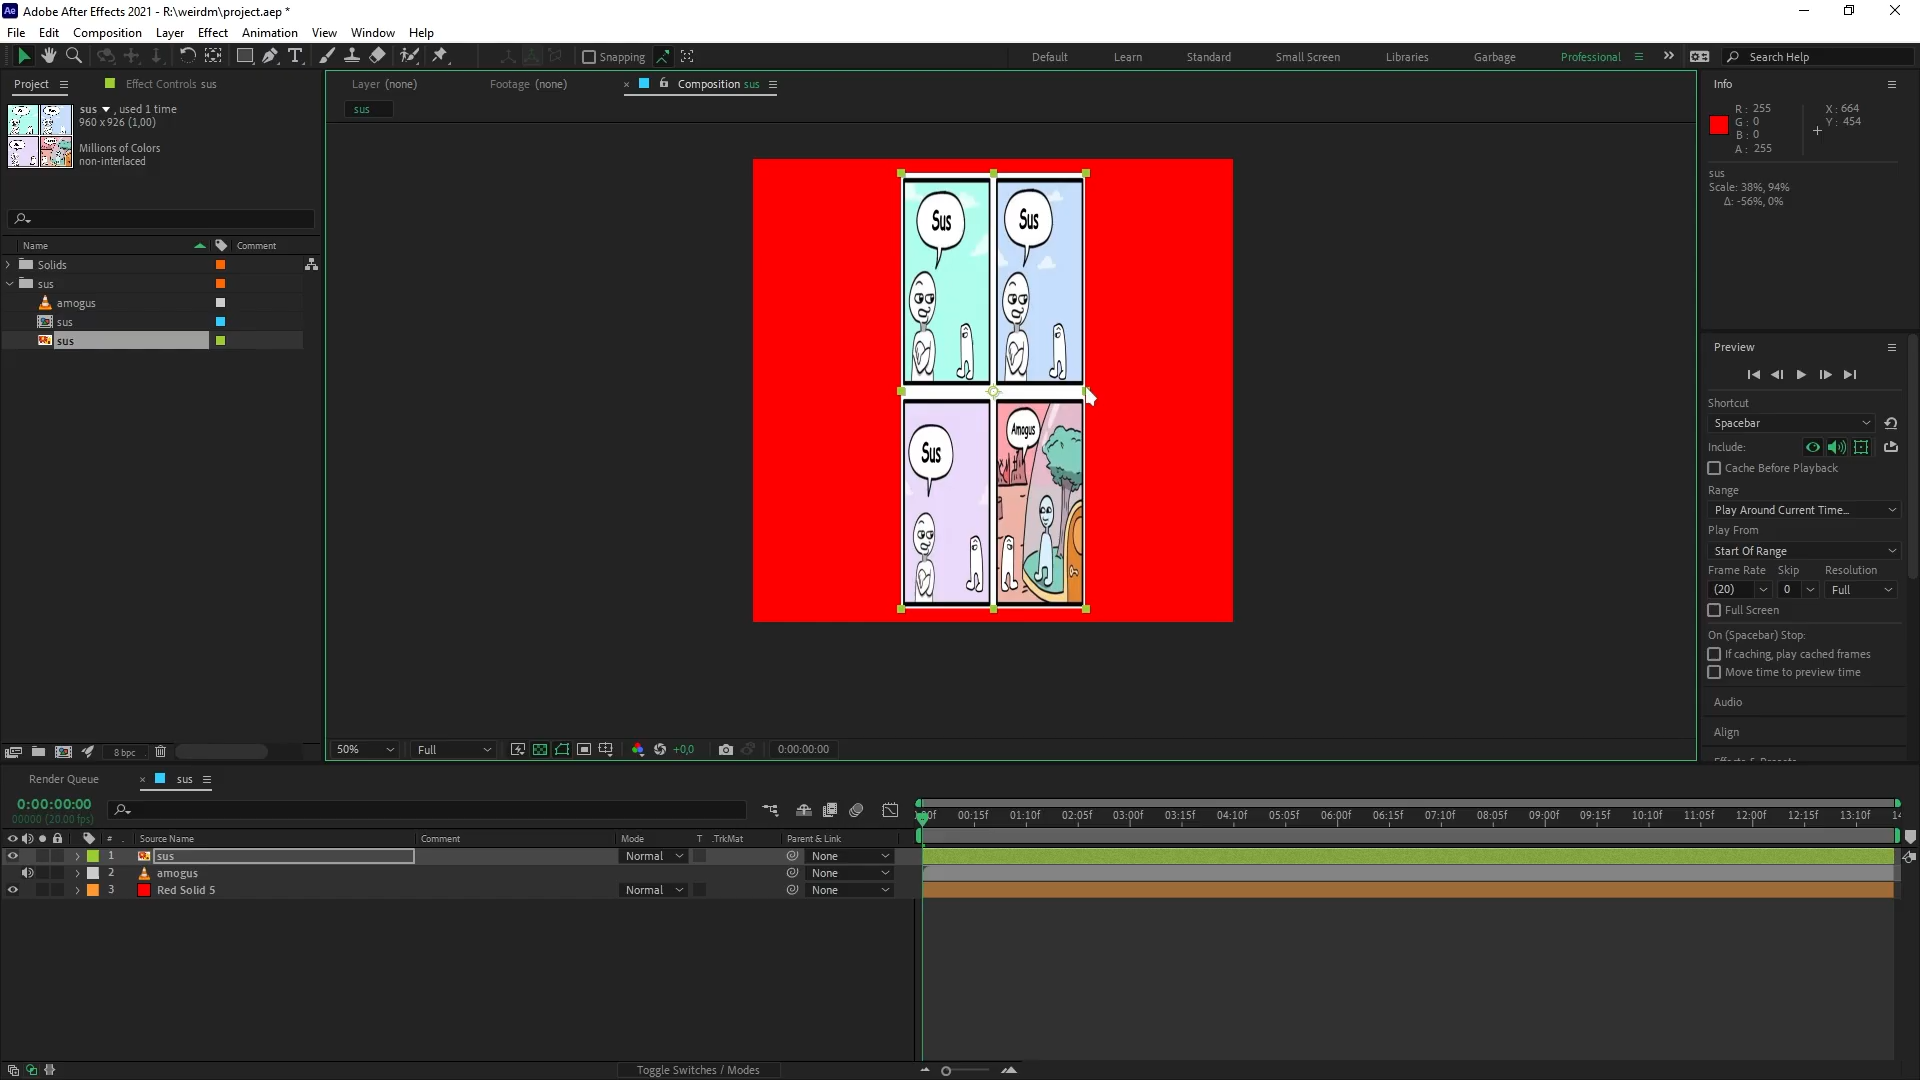 Adobe After Effects 2021 - R:\weirdm\project.aep *
File Edit Composition Layer Effect Animation View Window Help
Snapping
Default Learn Standard Small Screen Libraries Garbage Professional
Search Help
Project Effect Controls sus
sus , used 1 time
960 x 926 (1,00)
Millions of Colors
non-interlaced
Name Comment
Solids
sus
amogus
sus
sus
8 bpc
Layer (none) Footage (none) Composition sus
sus
Sus
Sus
Sus
Amogus
50% Full +0,0 0:00:00:00
Info
R: 255
G: 0
B: 0
A: 255
X: 664
Y: 454
sus
Scale: 38%, 94%
Δ: -56%, 0%
Preview
Shortcut
Spacebar
Include:
Cache Before Playback
Range
Play Around Current Time...
Play From
Start Of Range
Frame Rate Skip Resolution
(20) 0 Full
Full Screen
On (Spacebar) Stop:
If caching, play cached frames
Move time to preview time
Audio
Align
Render Queue sus
0:00:00:00
00000 (20.00 fps)
00:15f 01:10f 02:05f 03:00f 03:15f 04:10f 05:05f 06:00f 06:15f 07:10f 08:05f 09:00f 09:15f 10:10f 11:05f 12:00f 12:15f 13:10f
# Source Name Comment Mode T .TrkMat Parent & Link
1 sus Normal None
2 amogus None
3 Red Solid 5 Normal None
Toggle Switches / Modes